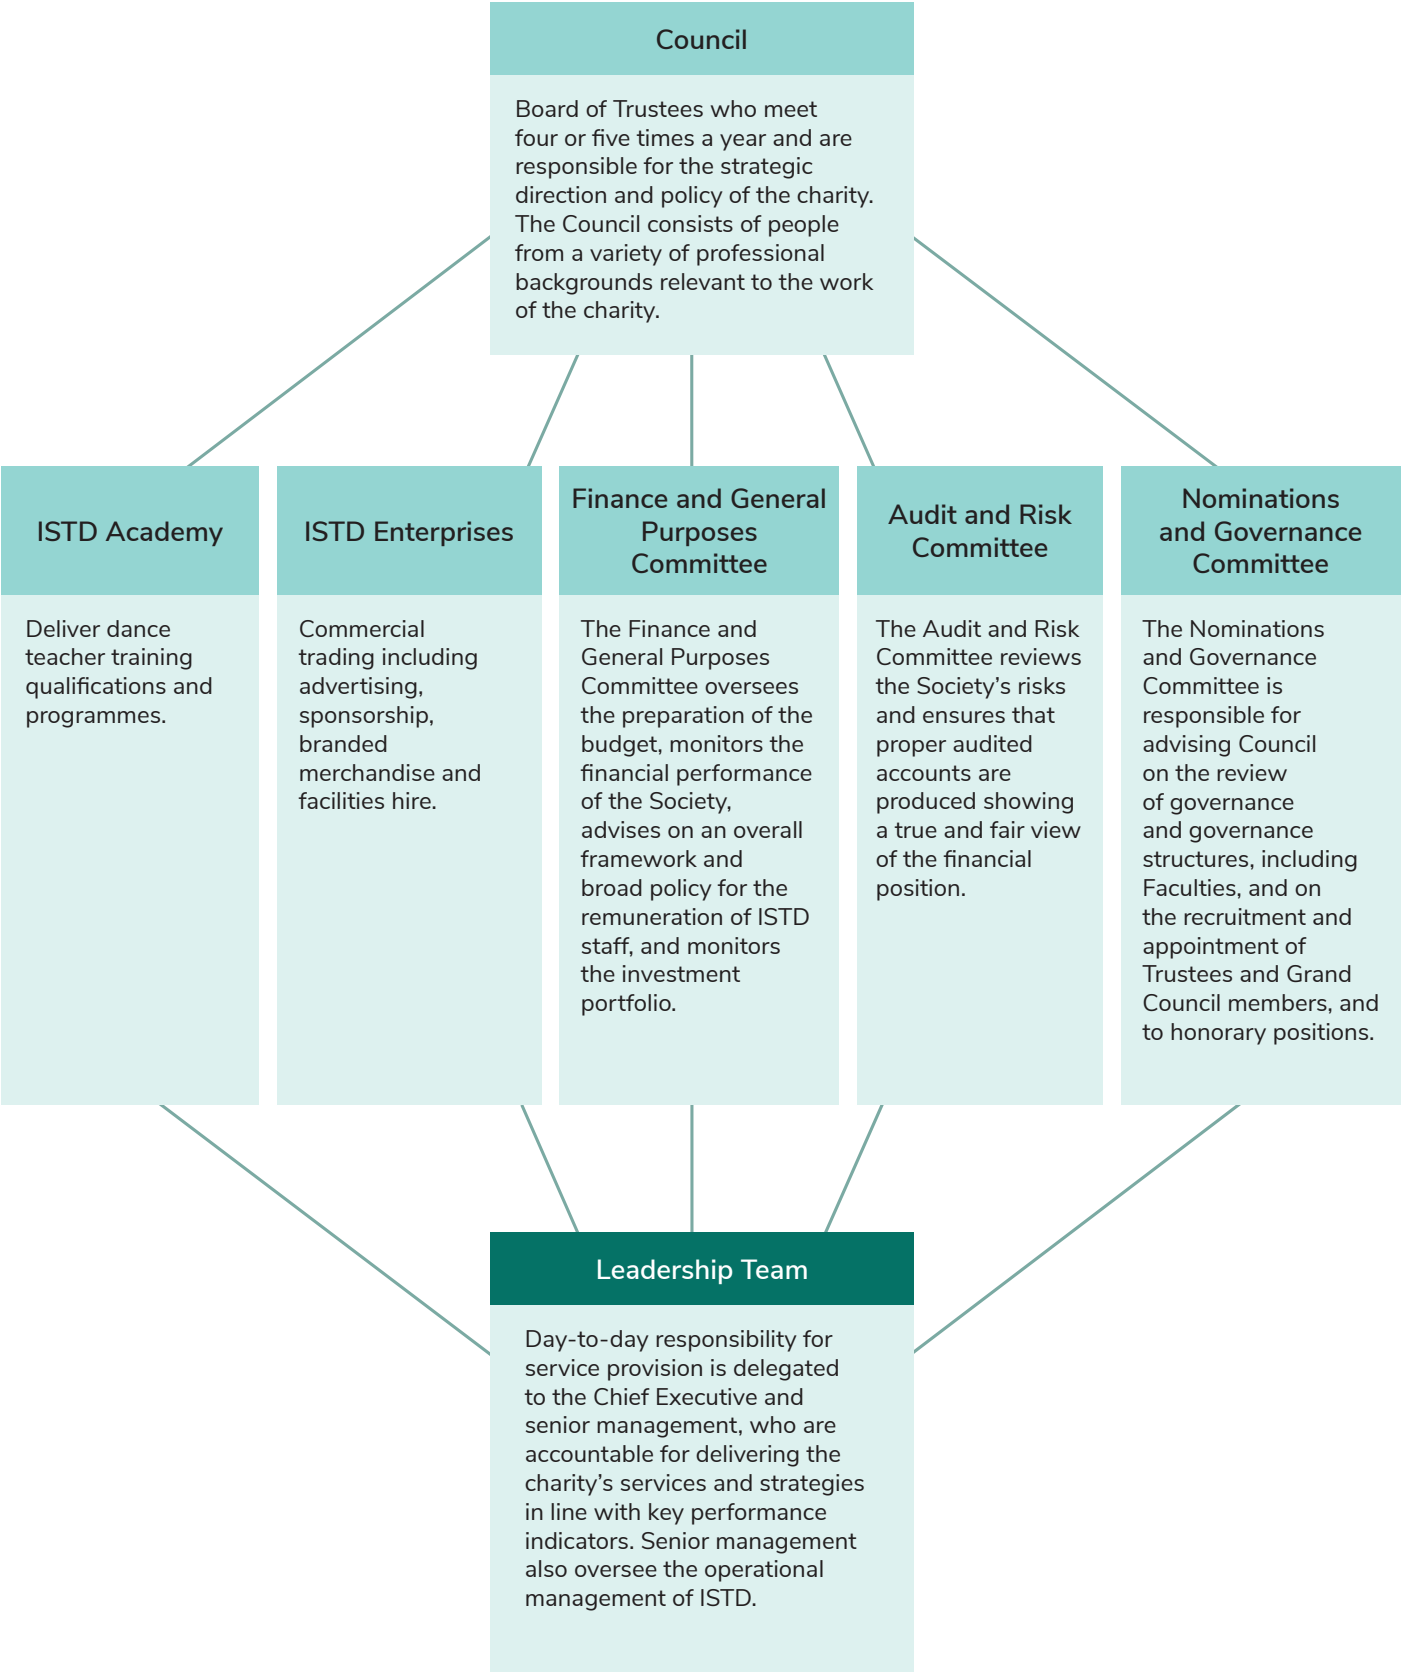 Council
Board of Trustees who meet
four or five times a year and are
responsible for the strategic
direction and policy of the charity.
The Council consists of people
from a variety of professional
backgrounds relevant to the work
of the charity.
ISTD Academy
Deliver dance
teacher training
qualifications and
programmes.
ISTD Enterprises
Commercial
trading including
advertising,
sponsorship,
branded
merchandise and
facilities hire.
Finance and General
Purposes
Committee
The Finance and
General Purposes
Committee oversees
the preparation of the
budget, monitors the
financial performance
of the Society,
advises on an overall
framework and
broad policy for the
remuneration of ISTD
staff, and monitors
the investment
portfolio.
Audit and Risk
Committee
The Audit and Risk
Committee reviews
the Society’s risks
and ensures that
proper audited
accounts are
produced showing
a true and fair view
of the financial
position.
Nominations
and Governance
Committee
The Nominations
and Governance
Committee is
responsible for
advising Council
on the review
of governance
and governance
structures, including
Faculties, and on
the recruitment and
appointment of
Trustees and Grand
Council members, and
to honorary positions.
Leadership Team
Day-to-day responsibility for
service provision is delegated
to the Chief Executive and
senior management, who are
accountable for delivering the
charity’s services and strategies
in line with key performance
indicators. Senior management
also oversee the operational
management of ISTD.